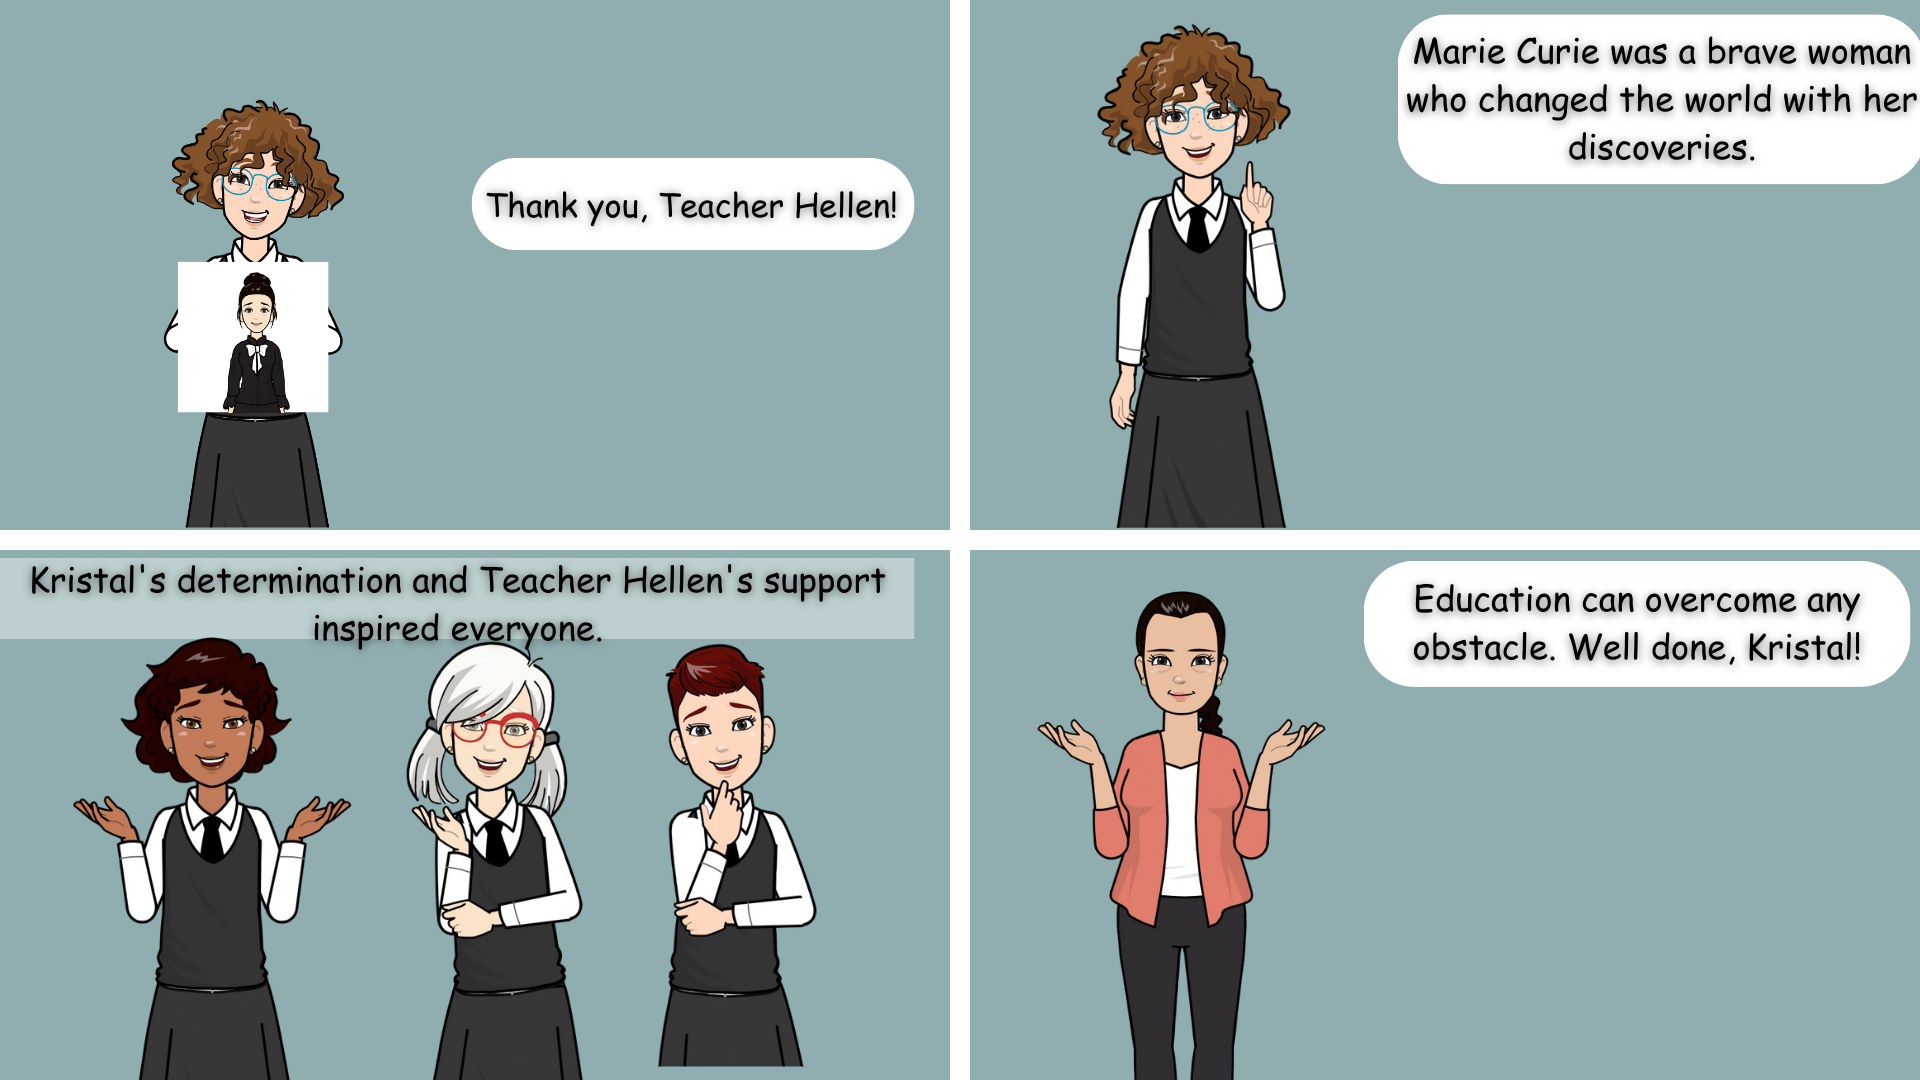 Thank you, Teacher Hellen!
Marie Curie was a brave woman
who changed the world with her
discoveries.
Kristal's determination and Teacher Hellen's support
inspired everyone.
Education can overcome any
obstacle. Well done, Kristal!